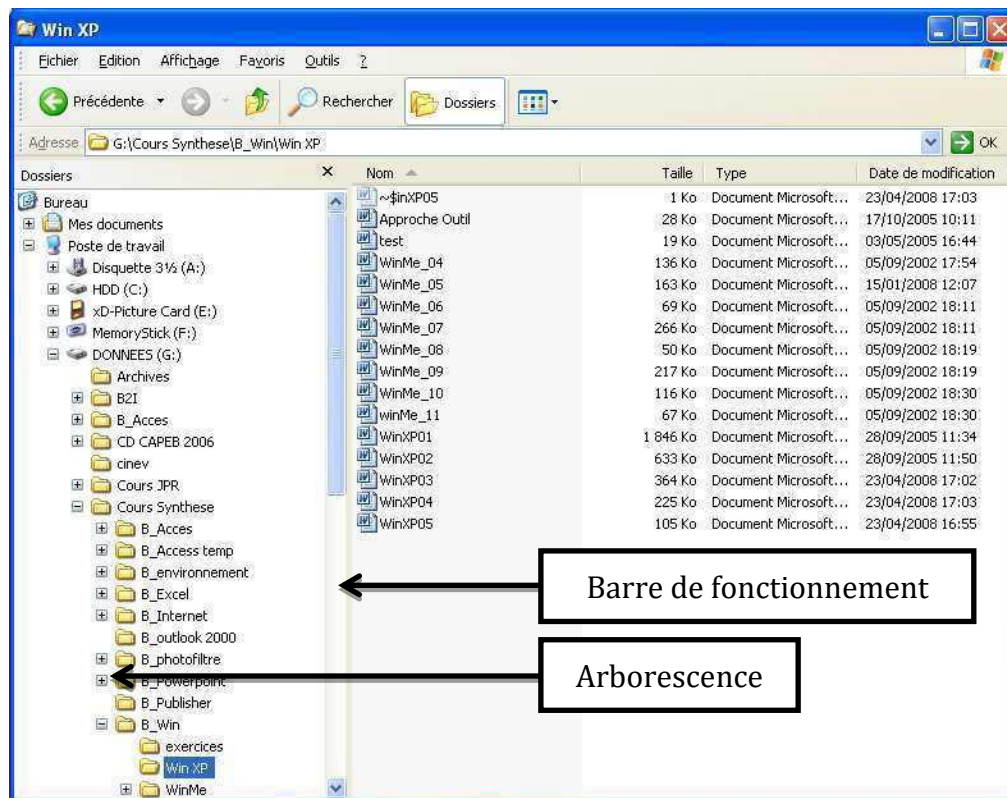 Win XP
Fichier Edition Affichage Favoris Outils ?
Précédente Rechercher Dossiers
Adresse G:\Cours Synthese\B_Win\Win XP OK
Dossiers × Nom Taille Type Date de modification
Bureau
Mes documents
Poste de travail
Disquette 3½ (A:)
HDD (C:)
xD-Picture Card (E:)
MemoryStick (F:)
DONNEES (G:)
Archives
B2I
B_Acces
CD CAPEB 2006
cinev
Cours JPR
Cours Synthese
B_Acces
B_Access temp
B_environnement
B_Excel
B_Internet
B_outlook 2000
B_photofiltre
B_Powerpoint
B_Publisher
B_Win
exercices
Win XP
WinMe
~$inXP05 1 Ko Document Microsoft... 23/04/2008 17:03
Approche Outil 28 Ko Document Microsoft... 17/10/2005 10:11
test 19 Ko Document Microsoft... 03/05/2005 16:44
WinMe_04 136 Ko Document Microsoft... 05/09/2002 17:54
WinMe_05 163 Ko Document Microsoft... 15/01/2008 12:07
WinMe_06 69 Ko Document Microsoft... 05/09/2002 18:11
WinMe_07 266 Ko Document Microsoft... 05/09/2002 18:11
WinMe_08 50 Ko Document Microsoft... 05/09/2002 18:19
WinMe_09 217 Ko Document Microsoft... 05/09/2002 18:19
WinMe_10 116 Ko Document Microsoft... 05/09/2002 18:30
winMe_11 67 Ko Document Microsoft... 05/09/2002 18:30
WinXP01 1 846 Ko Document Microsoft... 28/09/2005 11:34
WinXP02 633 Ko Document Microsoft... 28/09/2005 11:50
WinXP03 364 Ko Document Microsoft... 23/04/2008 17:02
WinXP04 225 Ko Document Microsoft... 23/04/2008 17:03
WinXP05 105 Ko Document Microsoft... 23/04/2008 16:55
Barre de fonctionnement
Arborescence